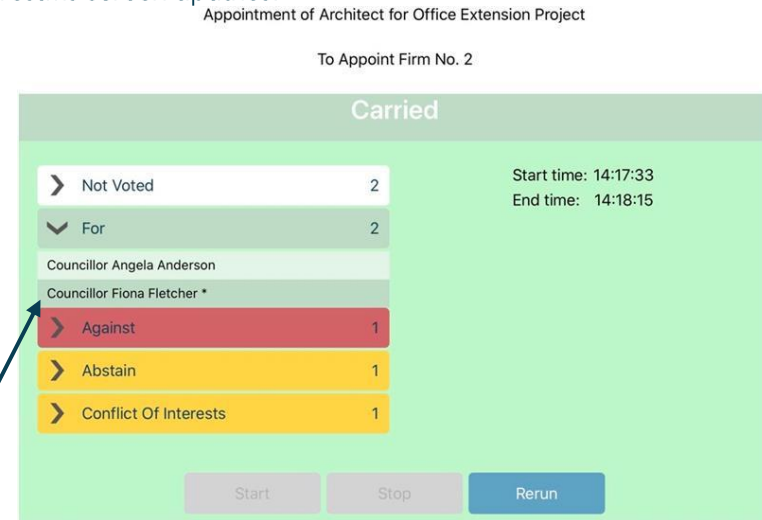 Appointment of Architect for Office Extension Project
To Appoint Firm No. 2
Carried
Not Voted 2
For 2
Councillor Angela Anderson
Councillor Fiona Fletcher *
Against 1
Abstain 1
Conflict Of Interests 1
Start time: 14:17:33
End time: 14:18:15
Start Stop Rerun